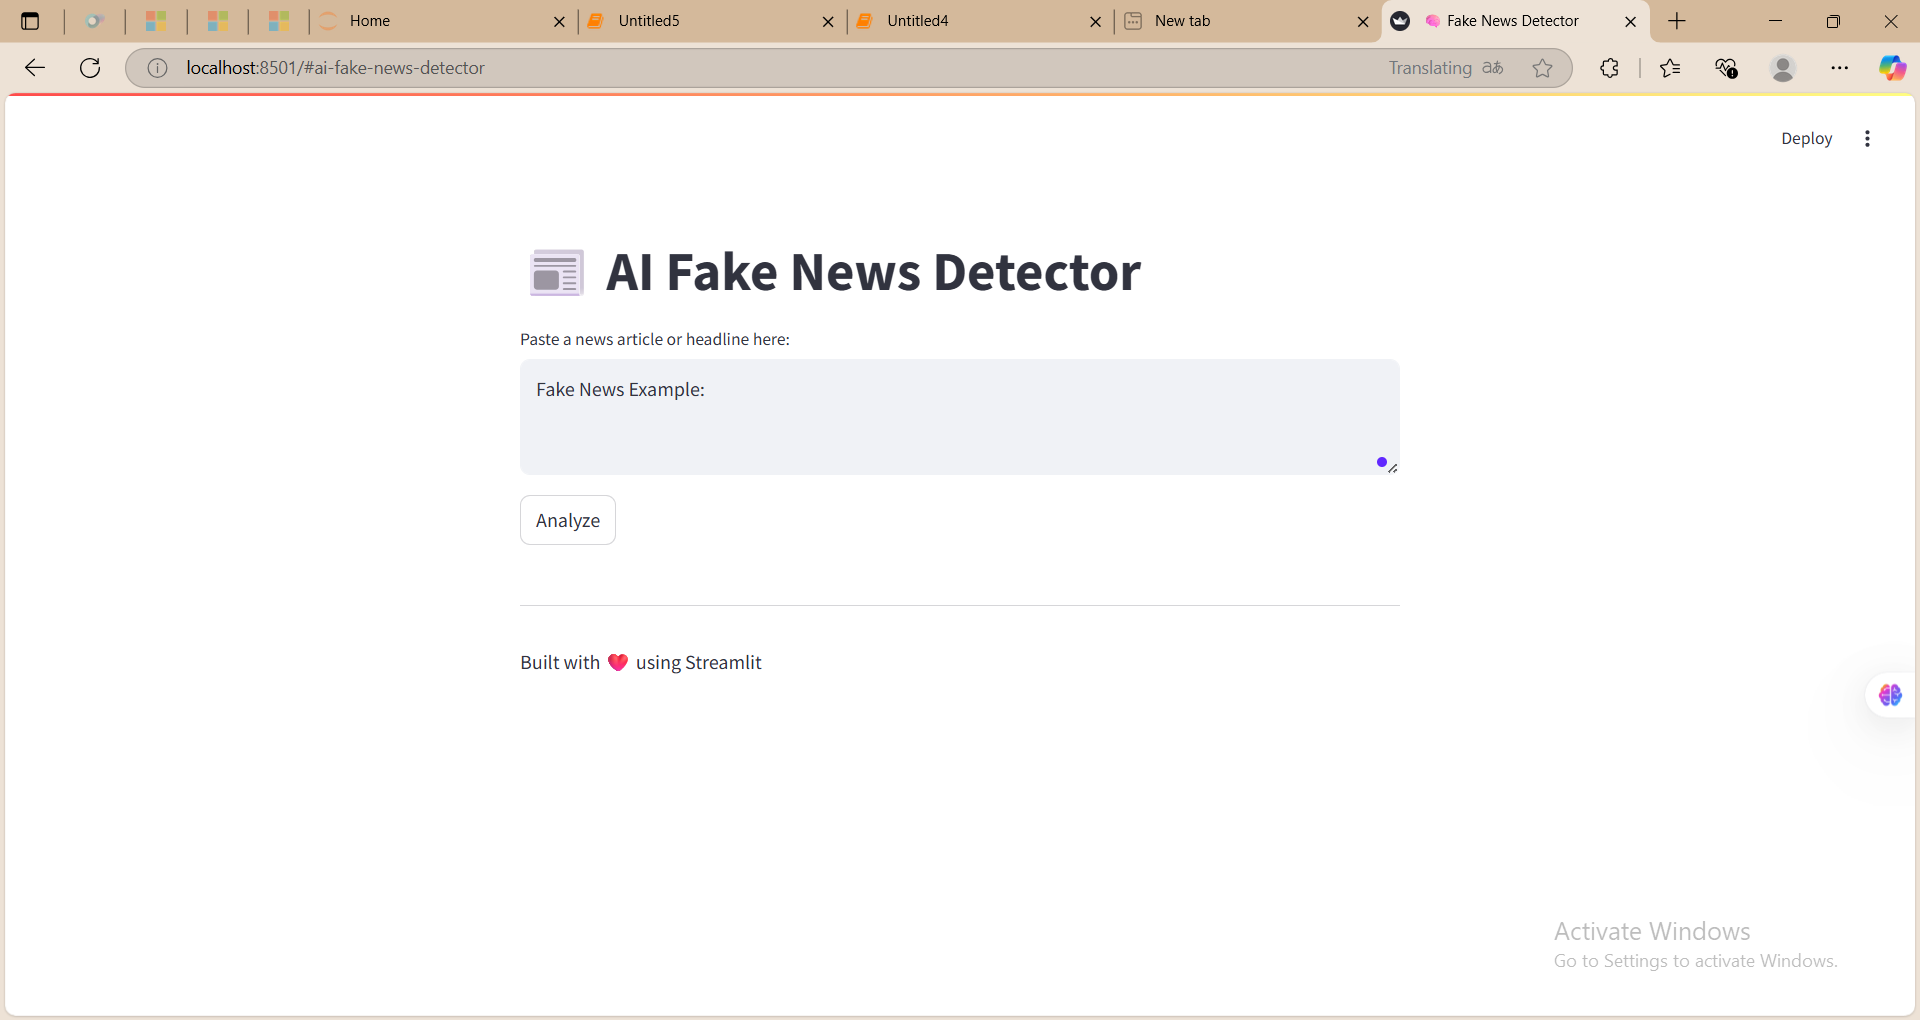 Home
Untitled5
Untitled4
New tab
Fake News Detector
localhost:8501/#ai-fake-news-detector
Translating
Deploy
AI Fake News Detector
Paste a news article or headline here:
Fake News Example:
Analyze
Built with ❤️ using Streamlit
Activate Windows
Go to Settings to activate Windows.